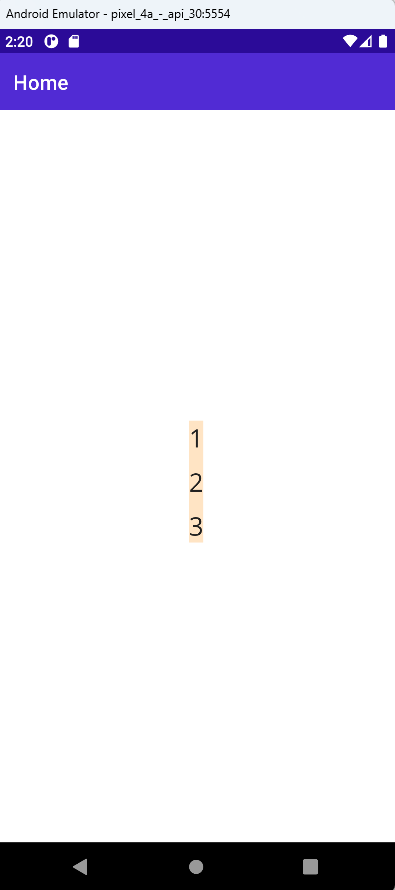 Android Emulator - pixel_4a_-_api_30:5554
2:20
Home
1
2
3